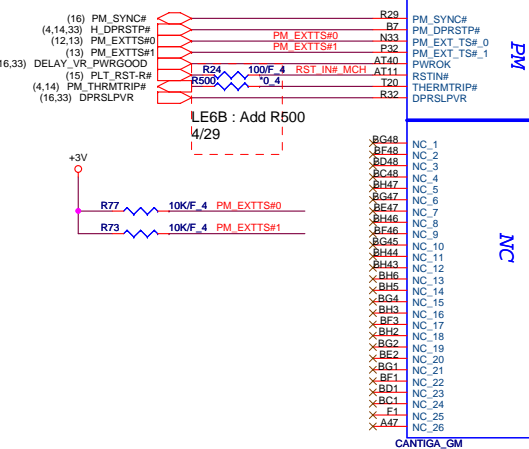 (16) PM_SYNC# R29 PM_SYNC#
(4,14,33) H_DPRSTP# B7 PM_DPRSTP#
(12,13) PM_EXTTS#0 PM_EXTTS#0 N33 PM_EXT_TS#_0
(13) PM_EXTTS#1 PM_EXTTS#1 P32 PM_EXT_TS#_1
16,33) DELAY_VR_PWRGOOD AT40 PWROK
(15) PLT_RST-R# R24 100/F_4 RST_IN#_MCH AT11 RSTIN#
(4,14) PM_THRMTRIP# R500 *0_4 T20 THERMTRIP#
(16,33) DPRSLPVR R32 DPRSLPVR
PM
LE6B : Add R500
4/29
+3V
R77 10K/F_4 PM_EXTTS#0
R73 10K/F_4 PM_EXTTS#1
BG48 NC_1
BF48 NC_2
BD48 NC_3
BC48 NC_4
BH47 NC_5
BG47 NC_6
BE47 NC_7
BH46 NC_8
BF46 NC_9
BG45 NC_10
BH44 NC_11
BH43 NC_12
BH6 NC_13
BH5 NC_14
BG4 NC_15
BH3 NC_16
BF3 NC_17
BH2 NC_18
BG2 NC_19
BE2 NC_20
BG1 NC_21
BF1 NC_22
BD1 NC_23
BC1 NC_24
F1 NC_25
A47 NC_26
NC
CANTIGA_GM